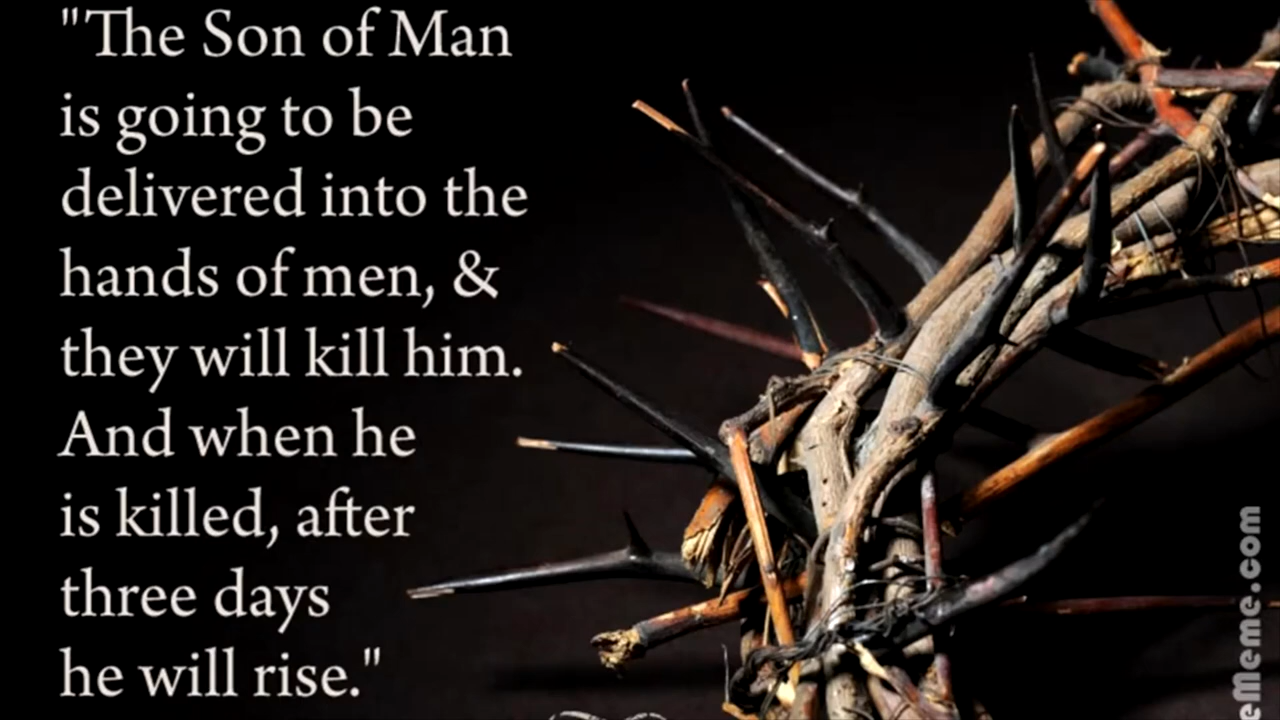 "The Son of Man
is going to be
delivered into the
hands of men, &
they will kill him.
And when he
is killed, after
three days
he will rise."
eMeme.com